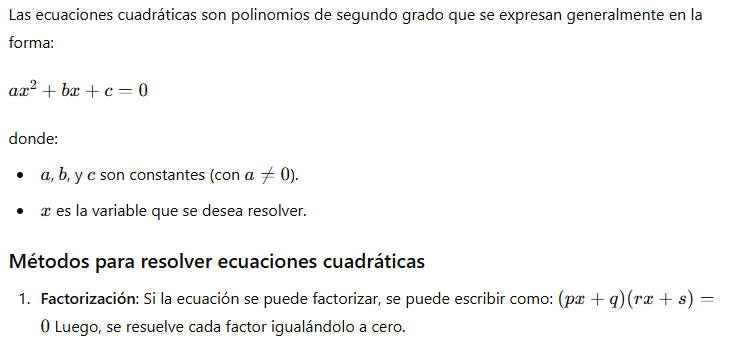 Las ecuaciones cuadráticas son polinomios de segundo grado que se expresan generalmente en la
forma:
ax² + bx + c = 0
donde:
• a, b, y c son constantes (con a ≠ 0).
• x es la variable que se desea resolver.
Métodos para resolver ecuaciones cuadráticas
1. Factorización: Si la ecuación se puede factorizar, se puede escribir como: (px + q)(rx + s) =
0 Luego, se resuelve cada factor igualándolo a cero.